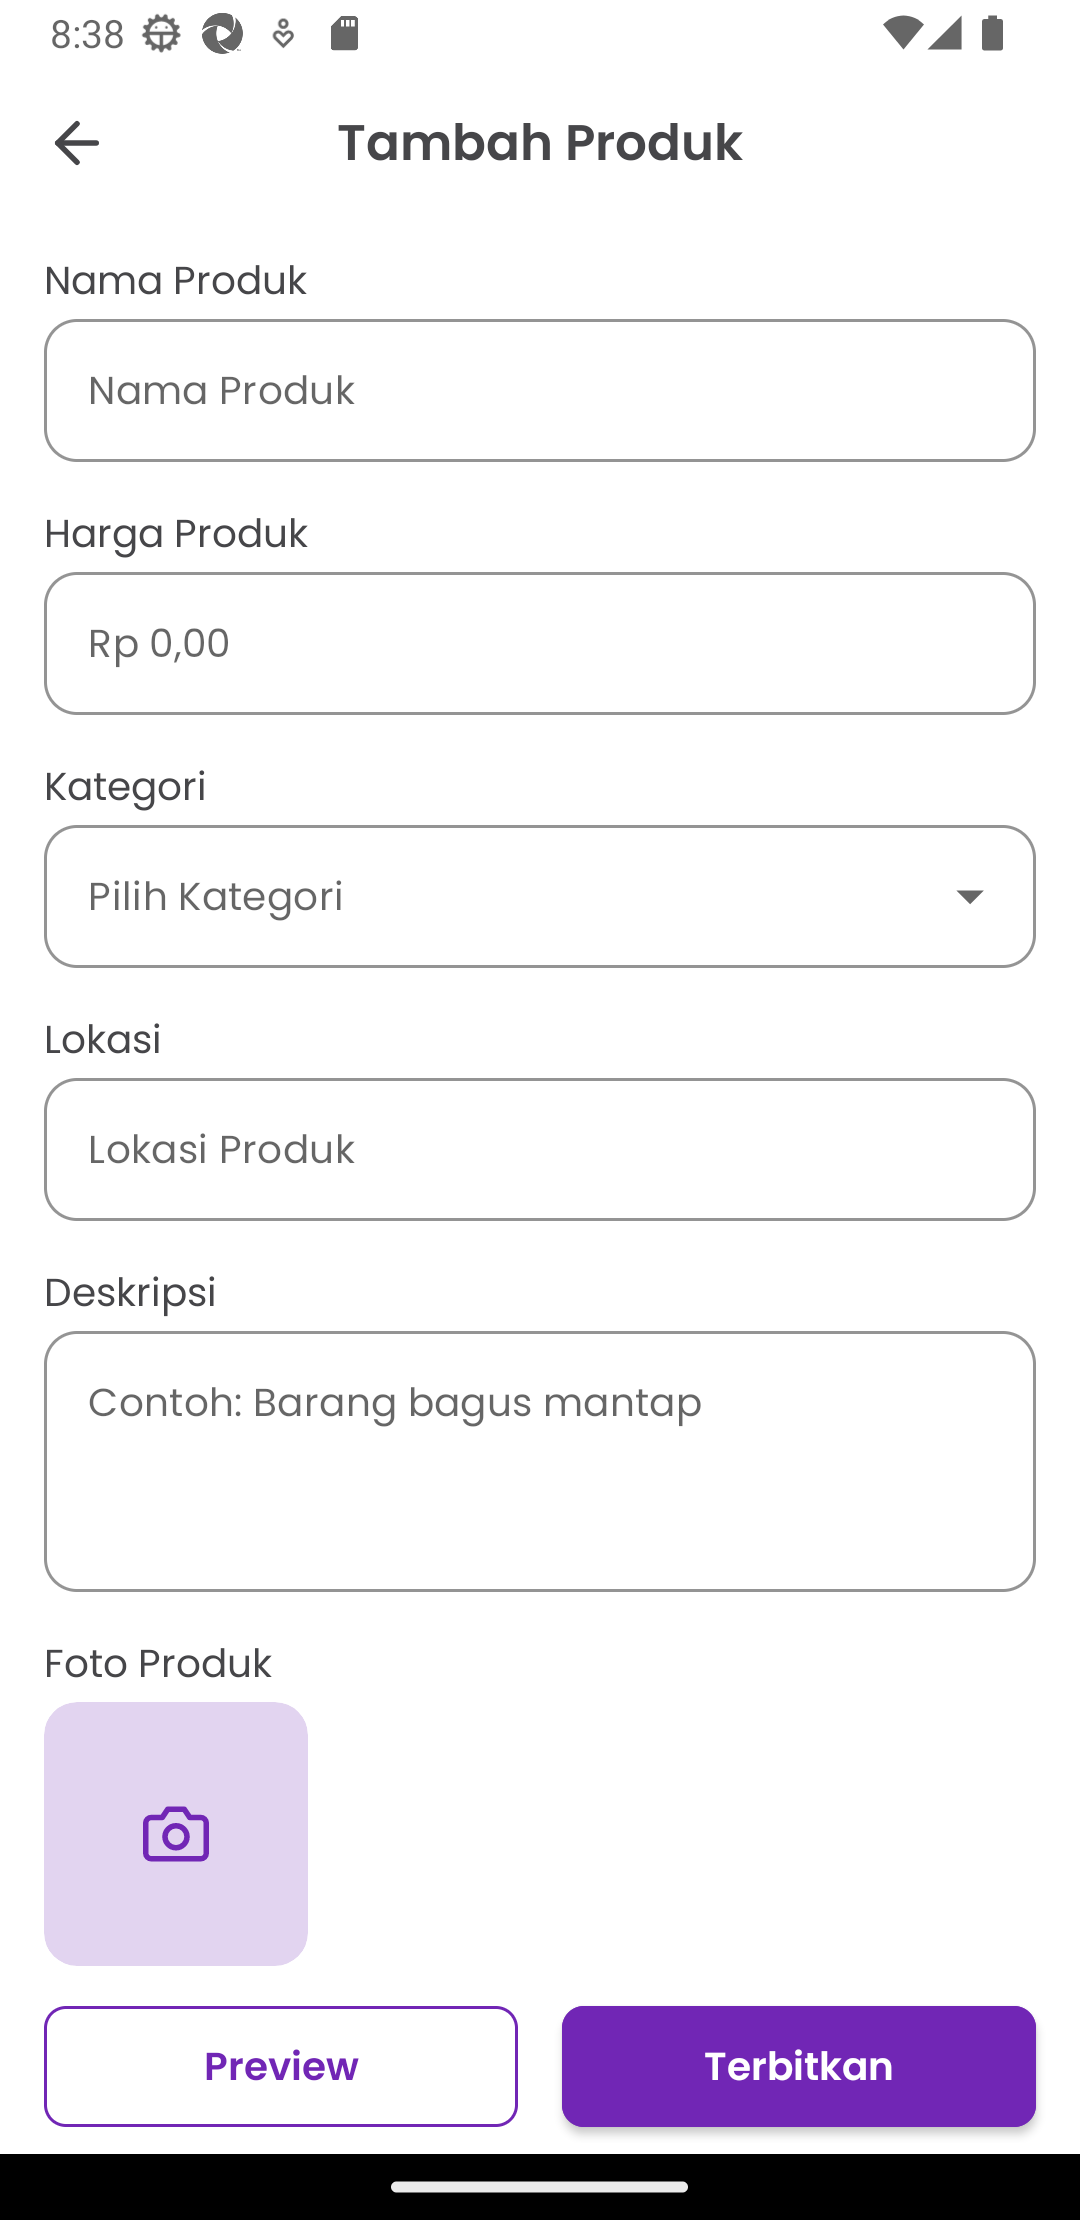 8:38
Tambah Produk
Nama Produk
Nama Produk
Harga Produk
Rp 0,00
Kategori
Pilih Kategori
Lokasi
Lokasi Produk
Deskripsi
Contoh: Barang bagus mantap
Foto Produk
Preview
Terbitkan